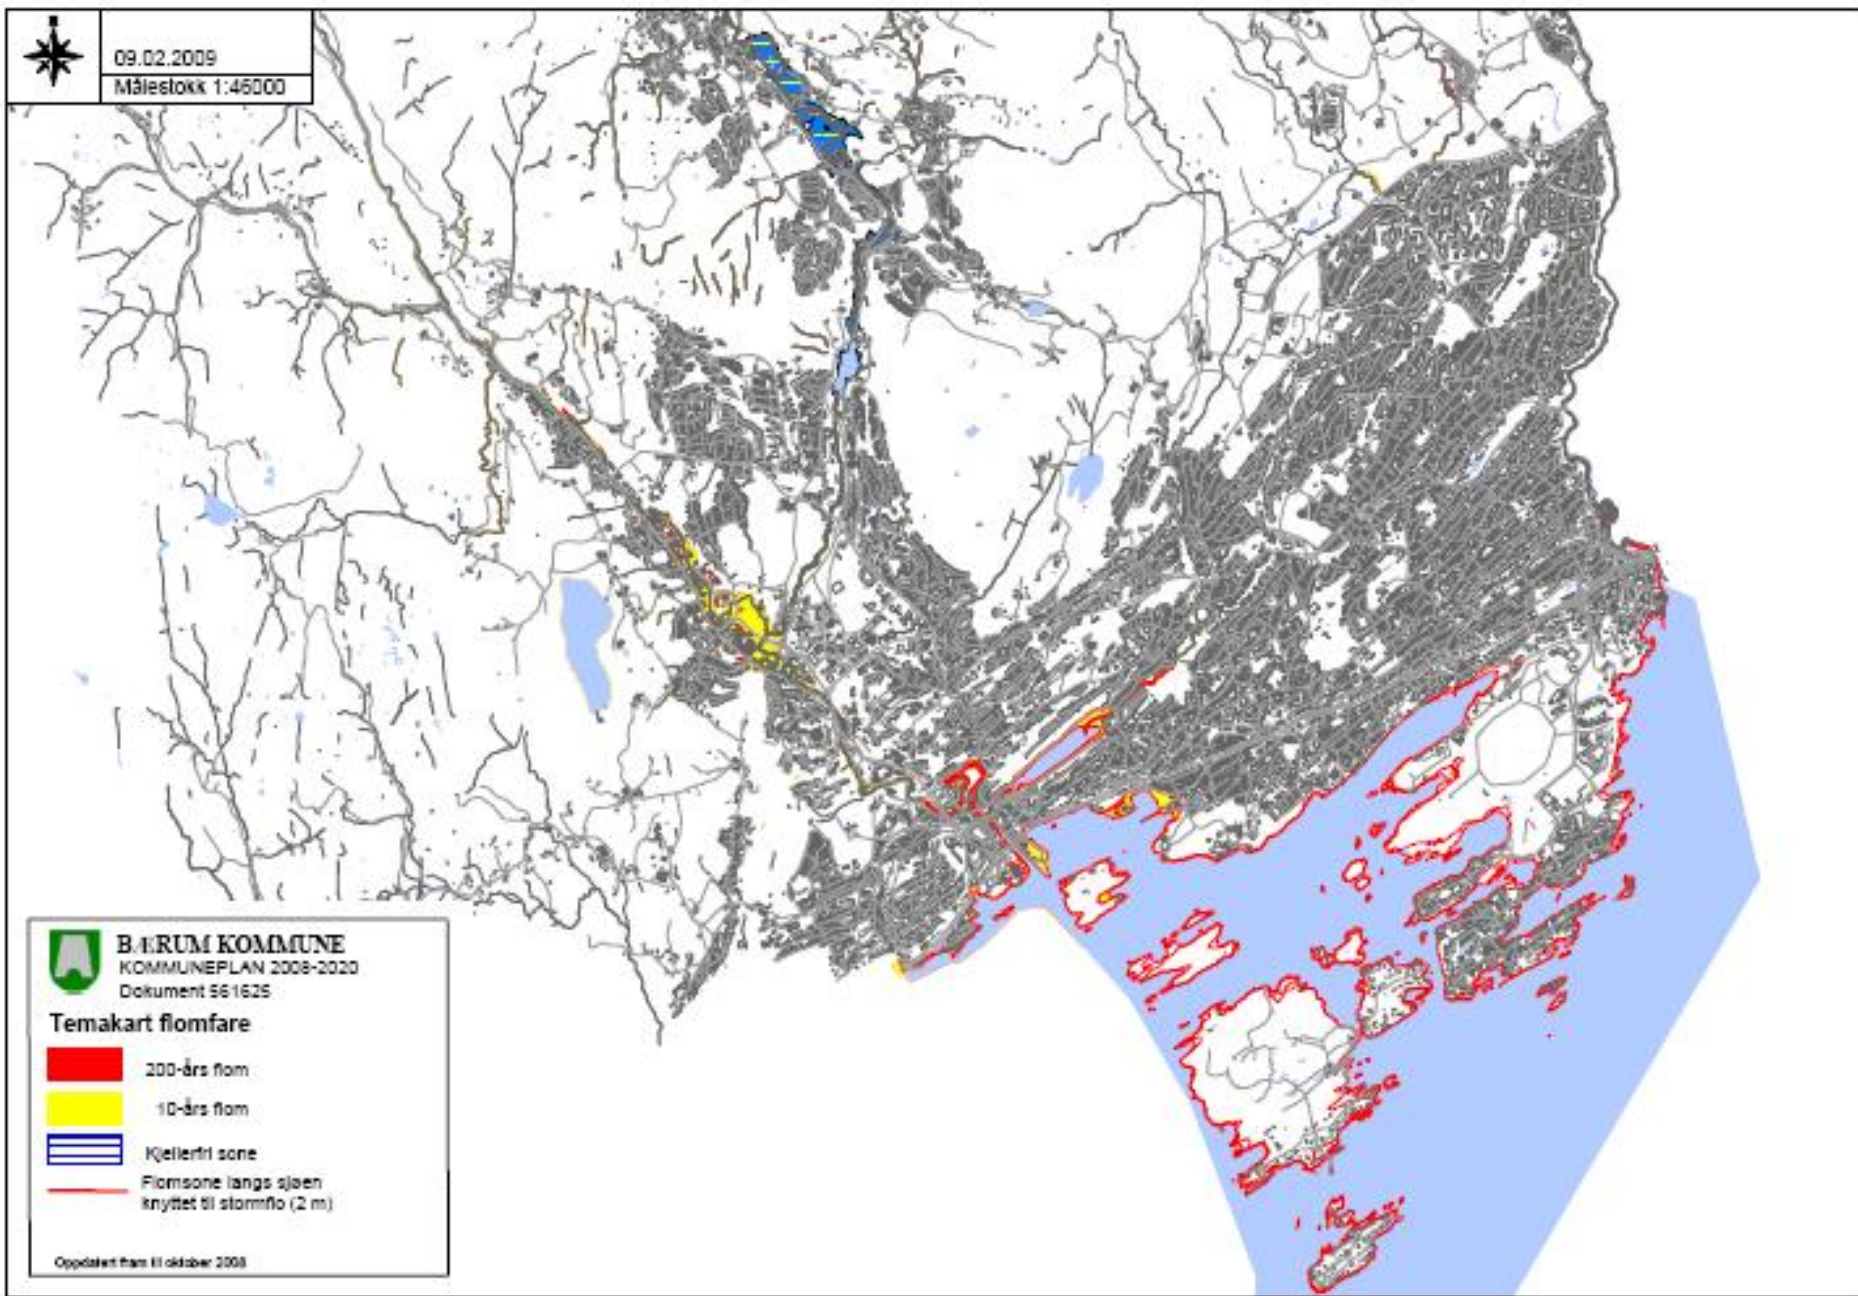 09.02.2009
Målestokk 1:46000
BÆRUM KOMMUNE
KOMMUNEPLAN 2008-2020
Dokument 561625
Temakart flomfare
200-års flom
10-års flom
Kjellerfri sone
Flomsone langs sjøen
knyttet til stormflo (2 m)
Oppdatert fram til oktober 2008